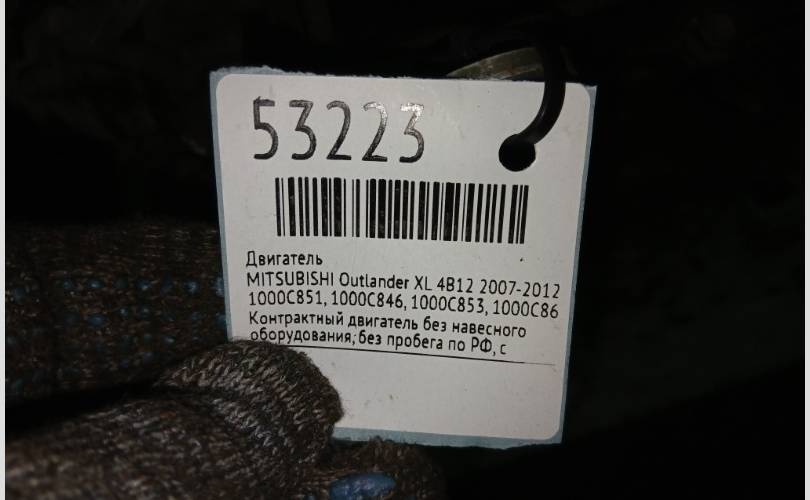 53223
Двигатель
MITSUBISHI Outlander XL 4B12 2007-2012
1000C851, 1000C846, 1000C853, 1000C86
Контрактный двигатель без навесного
оборудования; без пробега по РФ, с